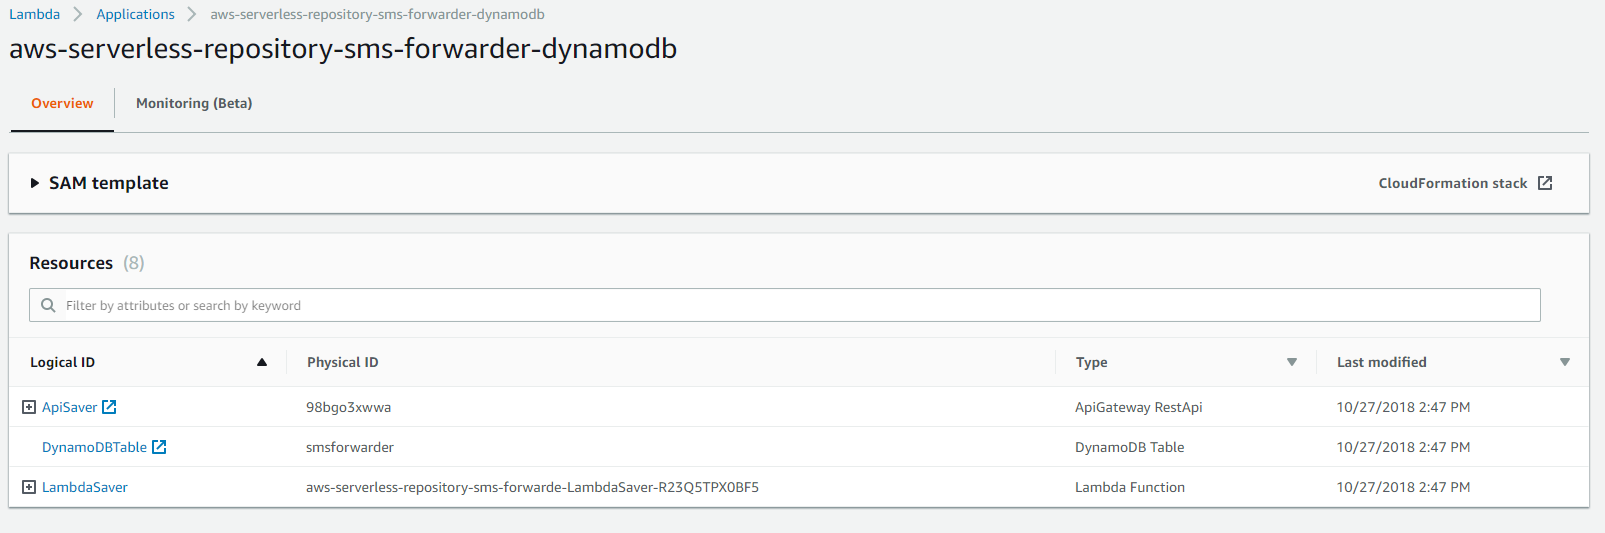 Lambda > Applications > aws-serverless-repository-sms-forwarder-dynamodb
aws-serverless-repository-sms-forwarder-dynamodb
Overview Monitoring (Beta)
SAM template CloudFormation stack
Resources (8)
Filter by attributes or search by keyword
Logical ID Physical ID Type Last modified
ApiSaver 98bgo3xwwa ApiGateway RestApi 10/27/2018 2:47 PM
DynamoDBTable smsforwarder DynamoDB Table 10/27/2018 2:47 PM
LambdaSaver aws-serverless-repository-sms-forwarde-LambdaSaver-R23Q5TPX0BF5 Lambda Function 10/27/2018 2:47 PM